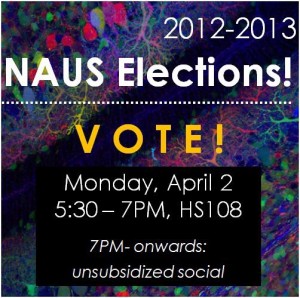 2012-2013
NAUS Elections!
VOTE!
Monday, April 2
5:30 – 7PM, HS108
7PM- onwards:
unsubsidized social